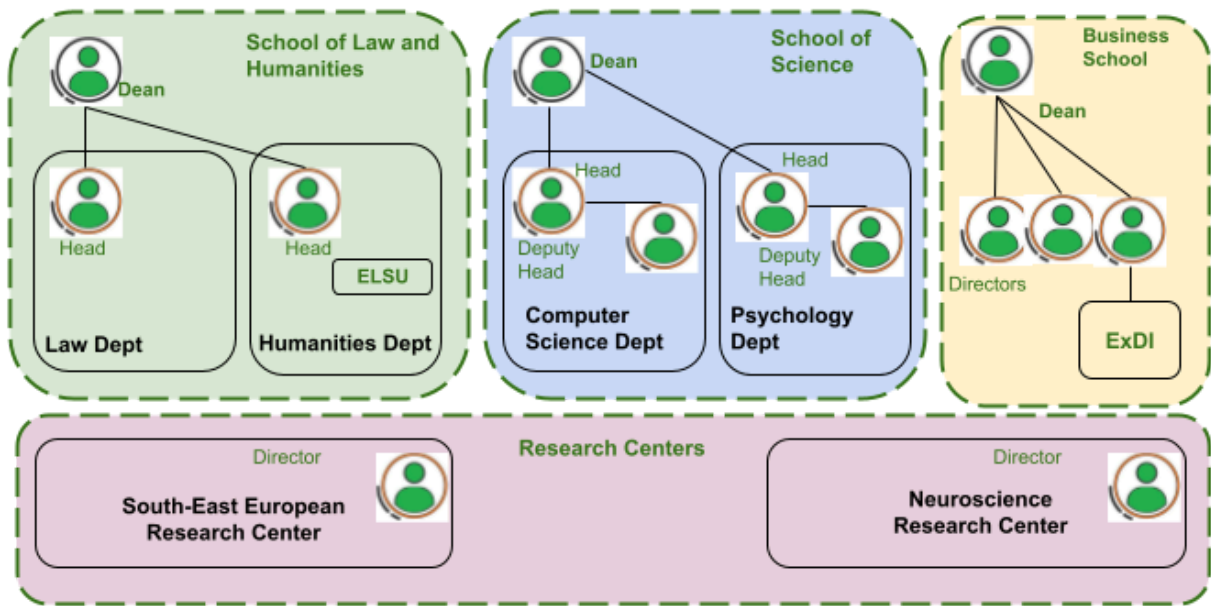 School of Law and
Humanities
Dean
Head
Law Dept
Head
ELSU
Humanities Dept
School of
Science
Dean
Head
Deputy
Head
Computer
Science Dept
Head
Deputy
Head
Psychology
Dept
Business
School
Dean
Directors
ExDI
Research Centers
Director
South-East European
Research Center
Director
Neuroscience
Research Center